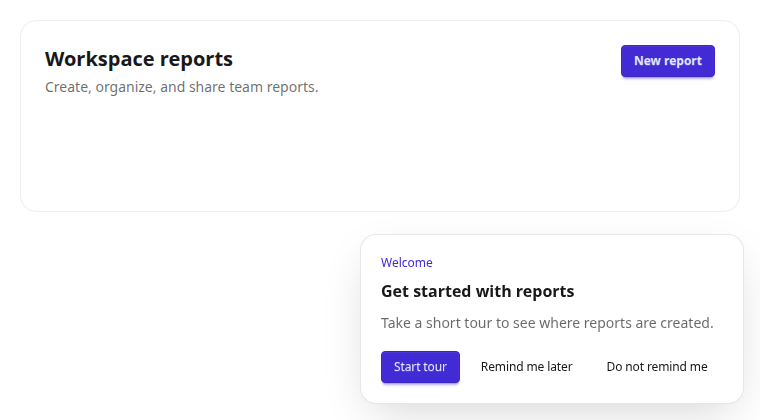 Workspace reports
New report
Create, organize, and share team reports.
Welcome
Get started with reports
Take a short tour to see where reports are created.
Start tour
Remind me later
Do not remind me